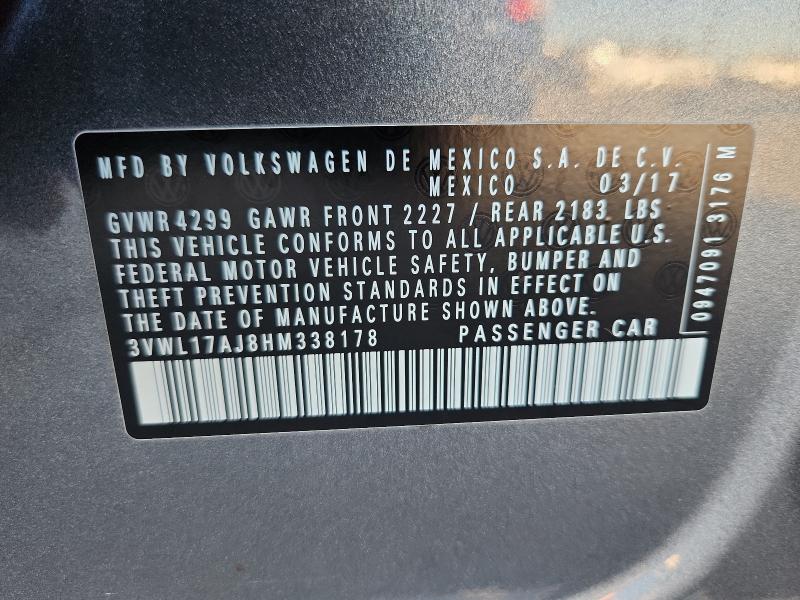 MFD BY VOLKSWAGEN DE MEXICO S.A. DE C.V.
MEXICO 03/17
GVWR 4299 GAWR FRONT 2227 / REAR 2183 LBS
THIS VEHICLE CONFORMS TO ALL APPLICABLE U.S.
FEDERAL MOTOR VEHICLE SAFETY, BUMPER AND
THEFT PREVENTION STANDARDS IN EFFECT ON
THE DATE OF MANUFACTURE SHOWN ABOVE.
3VWL17AJ8HM338178 PASSENGER CAR
0947091 3176 M